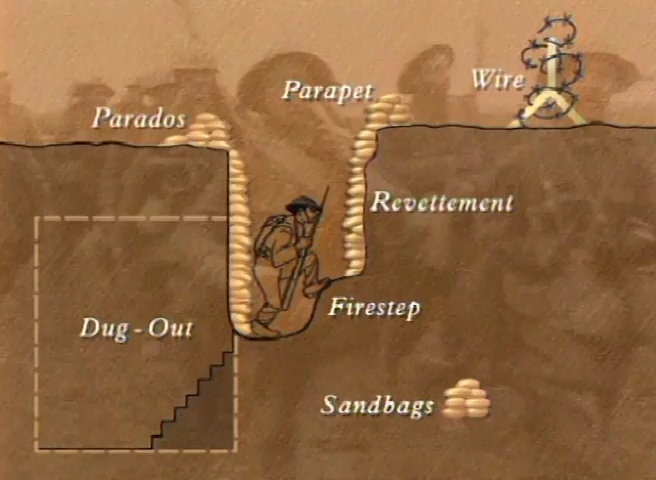 Parapet
Wire
Parados
Revettement
Firestep
Dug-Out
Sandbags